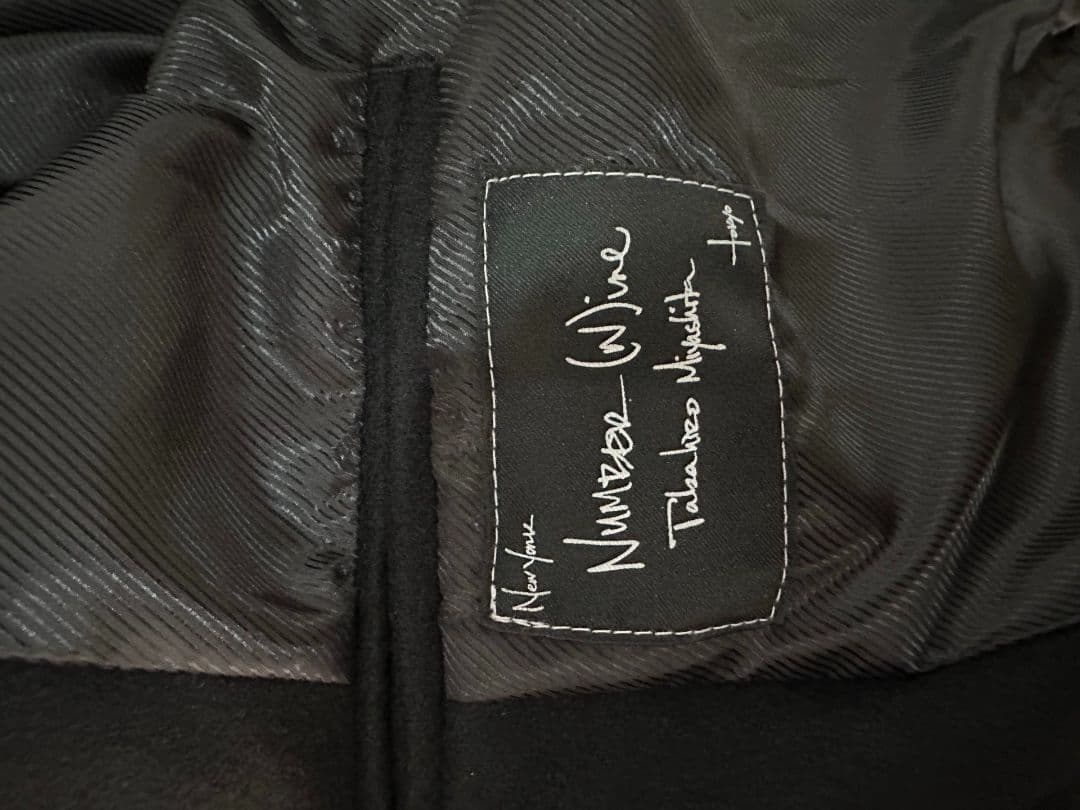 New York
NUMBER (N)ine
Takahiro Miyashita
Tokyo